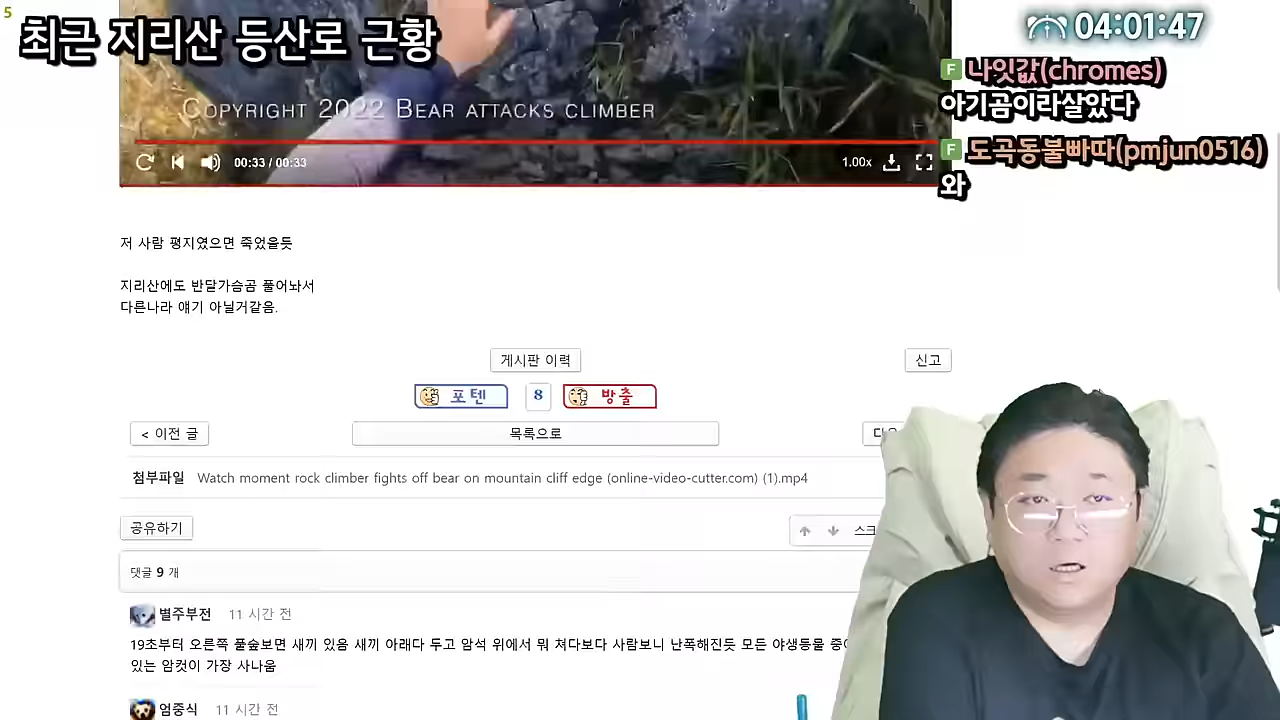 5
최근 지리산 등산로 근황
04:01:47
F 나잇값(chromes)
아기곰이라살았다
F 도곡동불빠따(pmjun0516)
와
COPYRIGHT 2022 BEAR ATTACKS CLIMBER
00:33 / 00:33
1.00x
저 사람 평지였으면 죽었을듯
지리산에도 반달가슴곰 풀어놔서
다른나라 얘기 아닐거같음.
게시판 이력
신고
포텐
8
방출
< 이전 글
목록으로
첨부파일 Watch moment rock climber fights off bear on mountain cliff edge (online-video-cutter.com) (1).mp4
공유하기
댓글 9 개
별주부전 11 시간 전
19초부터 오른쪽 풀숲보면 새끼 있음 새끼 아래다 두고 암석 위에서 뭐 쳐다보다 사람보니 난폭해진듯 모든 야생동물
있는 암컷이 가장 사나움
엄중식 11 시간 전